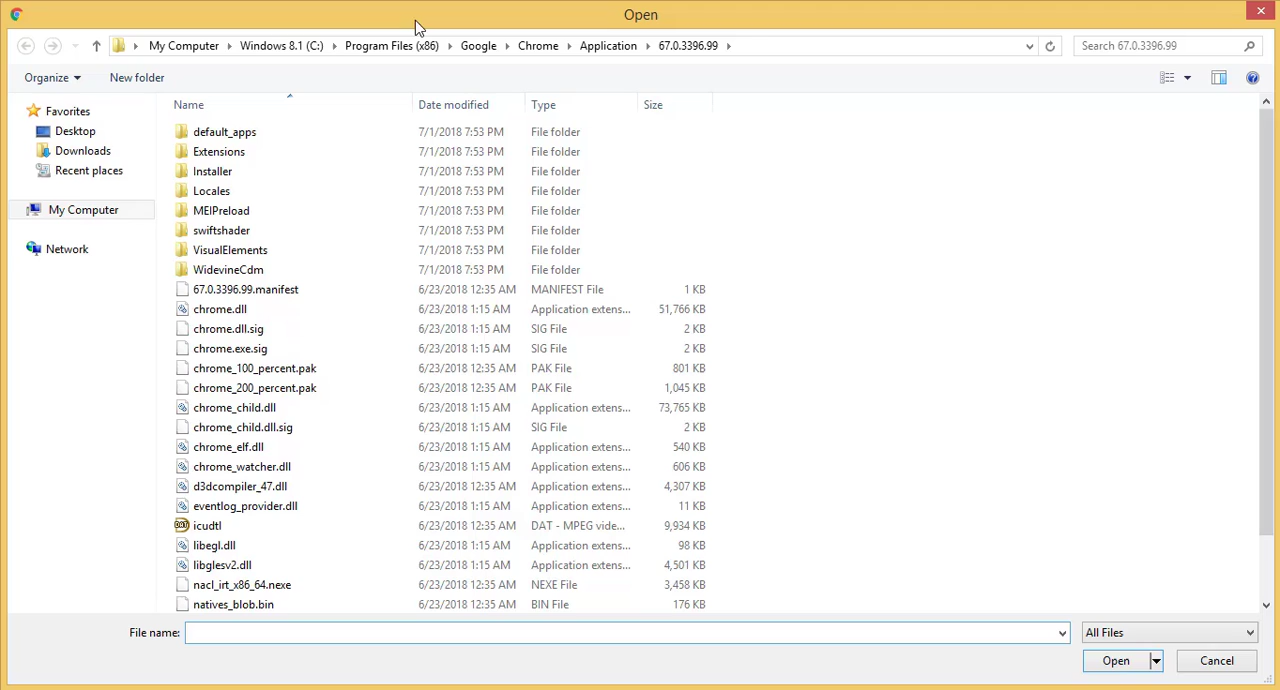 Open
My Computer Windows 8.1 (C:) Program Files (x86) Google Chrome Application 67.0.3396.99
Search 67.0.3396.99
Organize New folder
Favorites
Desktop
Downloads
Recent places
My Computer
Network
Name Date modified Type Size
default_apps 7/1/2018 7:53 PM File folder
Extensions 7/1/2018 7:53 PM File folder
Installer 7/1/2018 7:53 PM File folder
Locales 7/1/2018 7:53 PM File folder
MEIPreload 7/1/2018 7:53 PM File folder
swiftshader 7/1/2018 7:53 PM File folder
VisualElements 7/1/2018 7:53 PM File folder
WidevineCdm 7/1/2018 7:53 PM File folder
67.0.3396.99.manifest 6/23/2018 12:35 AM MANIFEST File 1 KB
chrome.dll 6/23/2018 1:15 AM Application extens... 51,766 KB
chrome.dll.sig 6/23/2018 1:15 AM SIG File 2 KB
chrome.exe.sig 6/23/2018 1:15 AM SIG File 2 KB
chrome_100_percent.pak 6/23/2018 12:35 AM PAK File 801 KB
chrome_200_percent.pak 6/23/2018 12:35 AM PAK File 1,045 KB
chrome_child.dll 6/23/2018 1:15 AM Application extens... 73,765 KB
chrome_child.dll.sig 6/23/2018 1:15 AM SIG File 2 KB
chrome_elf.dll 6/23/2018 1:15 AM Application extens... 540 KB
chrome_watcher.dll 6/23/2018 1:15 AM Application extens... 606 KB
d3dcompiler_47.dll 6/23/2018 1:15 AM Application extens... 4,307 KB
eventlog_provider.dll 6/23/2018 1:15 AM Application extens... 11 KB
icudtl 6/23/2018 12:35 AM DAT - MPEG vide... 9,934 KB
libegl.dll 6/23/2018 1:15 AM Application extens... 98 KB
libglesv2.dll 6/23/2018 1:15 AM Application extens... 4,501 KB
nacl_irt_x86_64.nexe 6/23/2018 12:35 AM NEXE File 3,458 KB
natives_blob.bin 6/23/2018 12:35 AM BIN File 176 KB
File name: All Files
Open Cancel